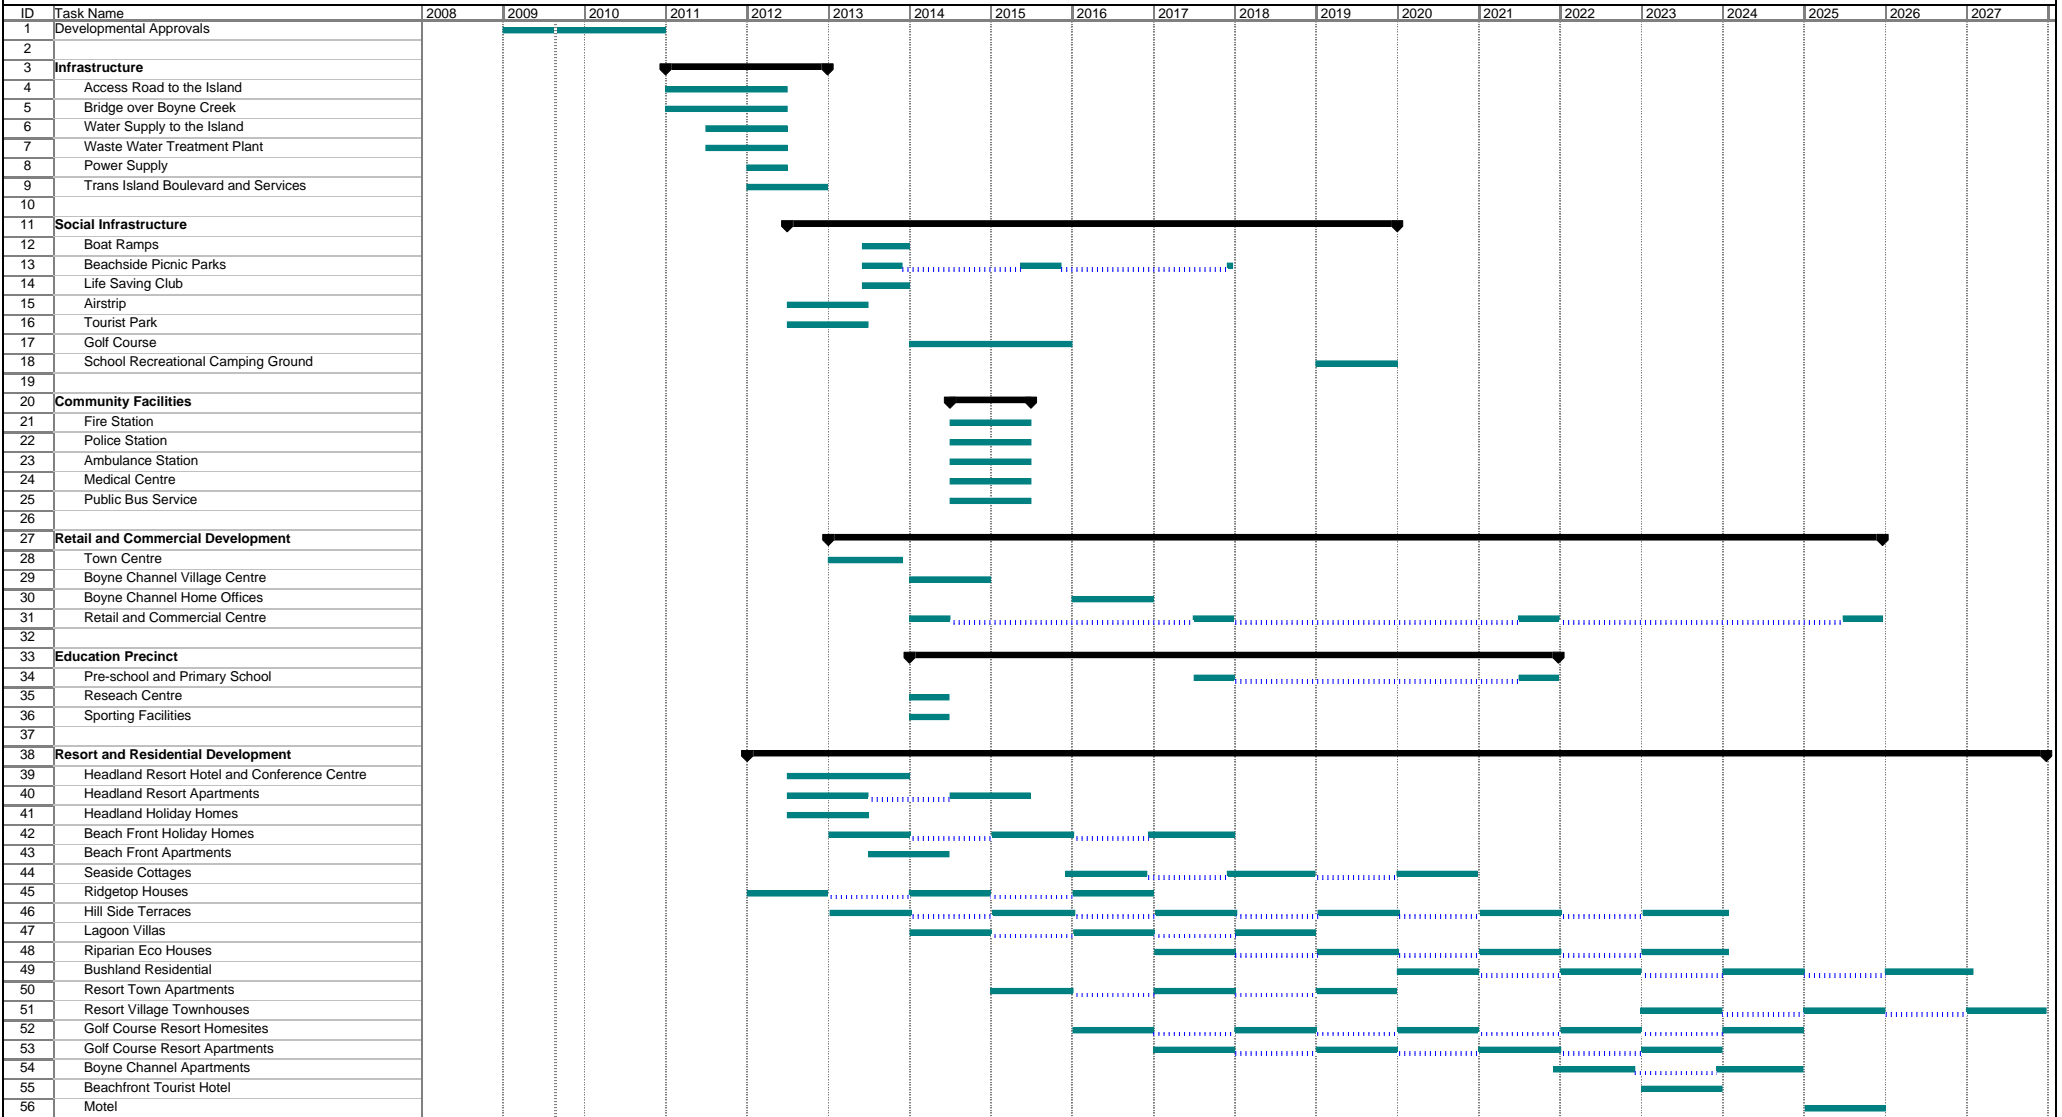 ID Task Name 2008 2009 2010 2011 2012 2013 2014 2015 2016 2017 2018 2019 2020 2021 2022 2023 2024 2025 2026 2027
1 Developmental Approvals
2
3 Infrastructure
4 Access Road to the Island
5 Bridge over Boyne Creek
6 Water Supply to the Island
7 Waste Water Treatment Plant
8 Power Supply
9 Trans Island Boulevard and Services
10
11 Social Infrastructure
12 Boat Ramps
13 Beachside Picnic Parks
14 Life Saving Club
15 Airstrip
16 Tourist Park
17 Golf Course
18 School Recreational Camping Ground
19
20 Community Facilities
21 Fire Station
22 Police Station
23 Ambulance Station
24 Medical Centre
25 Public Bus Service
26
27 Retail and Commercial Development
28 Town Centre
29 Boyne Channel Village Centre
30 Boyne Channel Home Offices
31 Retail and Commercial Centre
32
33 Education Precinct
34 Pre-school and Primary School
35 Reseach Centre
36 Sporting Facilities
37
38 Resort and Residential Development
39 Headland Resort Hotel and Conference Centre
40 Headland Resort Apartments
41 Headland Holiday Homes
42 Beach Front Holiday Homes
43 Beach Front Apartments
44 Seaside Cottages
45 Ridgetop Houses
46 Hill Side Terraces
47 Lagoon Villas
48 Riparian Eco Houses
49 Bushland Residential
50 Resort Town Apartments
51 Resort Village Townhouses
52 Golf Course Resort Homesites
53 Golf Course Resort Apartments
54 Boyne Channel Apartments
55 Beachfront Tourist Hotel
56 Motel